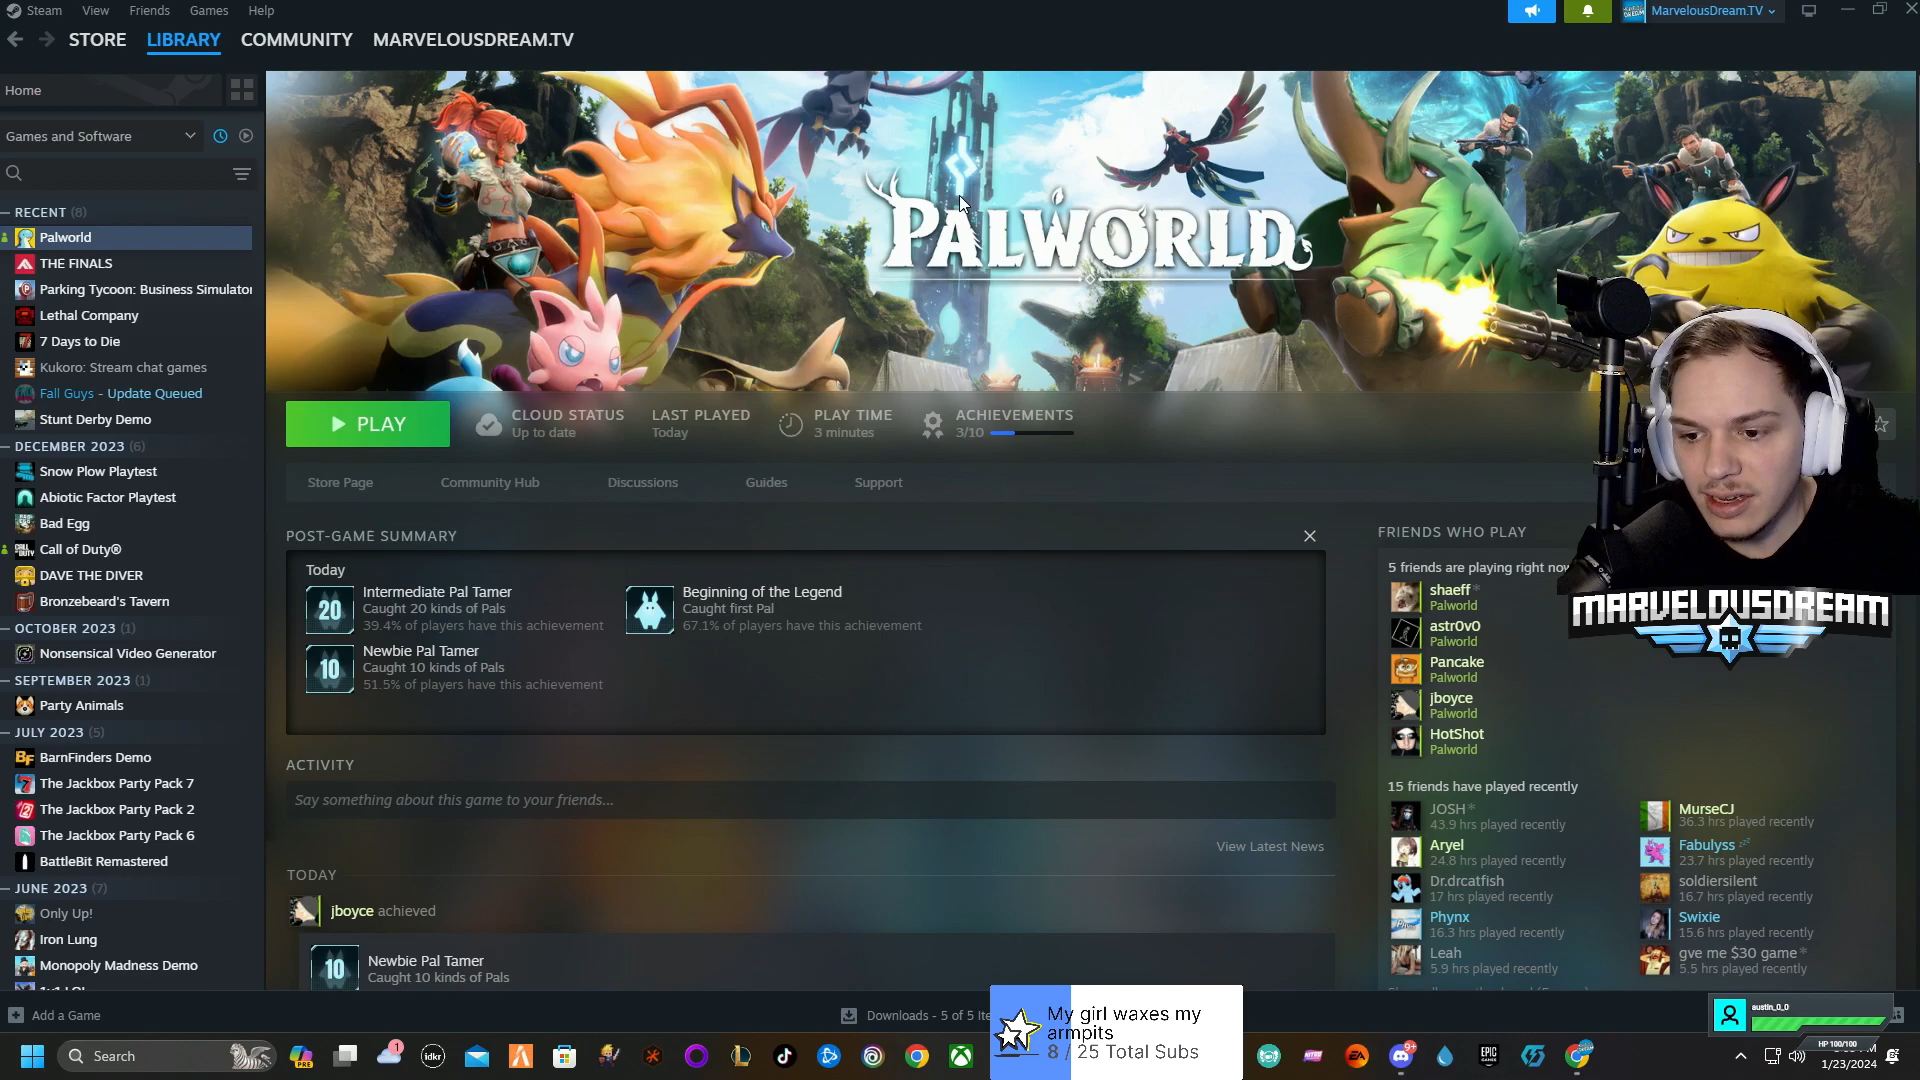 Steam
View
Friends
Games
Help
MarvelousDream.TV
STORE
LIBRARY
COMMUNITY
MARVELOUSDREAM.TV
Home
Games and Software
RECENT (8)
Palworld
THE FINALS
Parking Tycoon: Business Simulator
Lethal Company
7 Days to Die
Kukoro: Stream chat games
Fall Guys - Update Queued
Stunt Derby Demo
DECEMBER 2023 (6)
Snow Plow Playtest
Abiotic Factor Playtest
Bad Egg
Call of Duty®
DAVE THE DIVER
Bronzebeard's Tavern
OCTOBER 2023 (1)
Nonsensical Video Generator
SEPTEMBER 2023 (1)
Party Animals
JULY 2023 (5)
BarnFinders Demo
The Jackbox Party Pack 7
The Jackbox Party Pack 2
The Jackbox Party Pack 6
BattleBit Remastered
JUNE 2023 (7)
Only Up!
Iron Lung
Monopoly Madness Demo
PALWORLD
PLAY
CLOUD STATUS
Up to date
LAST PLAYED
Today
PLAY TIME
3 minutes
ACHIEVEMENTS
3/10
Store Page
Community Hub
Discussions
Guides
Support
POST-GAME SUMMARY
Today
20
Intermediate Pal Tamer
Caught 20 kinds of Pals
39.4% of players have this achievement
Beginning of the Legend
Caught first Pal
67.1% of players have this achievement
10
Newbie Pal Tamer
Caught 10 kinds of Pals
51.5% of players have this achievement
ACTIVITY
Say something about this game to your friends...
View Latest News
TODAY
jboyce achieved
10
Newbie Pal Tamer
Caught 10 kinds of Pals
FRIENDS WHO PLAY
5 friends are playing right now
shaeff*
Palworld
astr0v0
Palworld
Pancake
Palworld
jboyce
Palworld
HotShot
Palworld
15 friends have played recently
JOSH*
43.9 hrs played recently
MurseCJ
36.3 hrs played recently
Aryel
24.8 hrs played recently
Fabulyss zz
23.7 hrs played recently
Dr.drcatfish
17 hrs played recently
soldiersilent
16.7 hrs played recently
Phynx
16.3 hrs played recently
Swixie
15.6 hrs played recently
Leah
5.9 hrs played recently
gve me $30 game*
5.5 hrs played recently
MARVELOUSDREAM
Add a Game
Downloads - 5 of 5 Ite
My girl waxes my
armpits
8 / 25 Total Subs
austin_0_0
HP 100/100
Search
PRE
1
idkr
EA
9+
EPIC
GAMES
1/23/2024